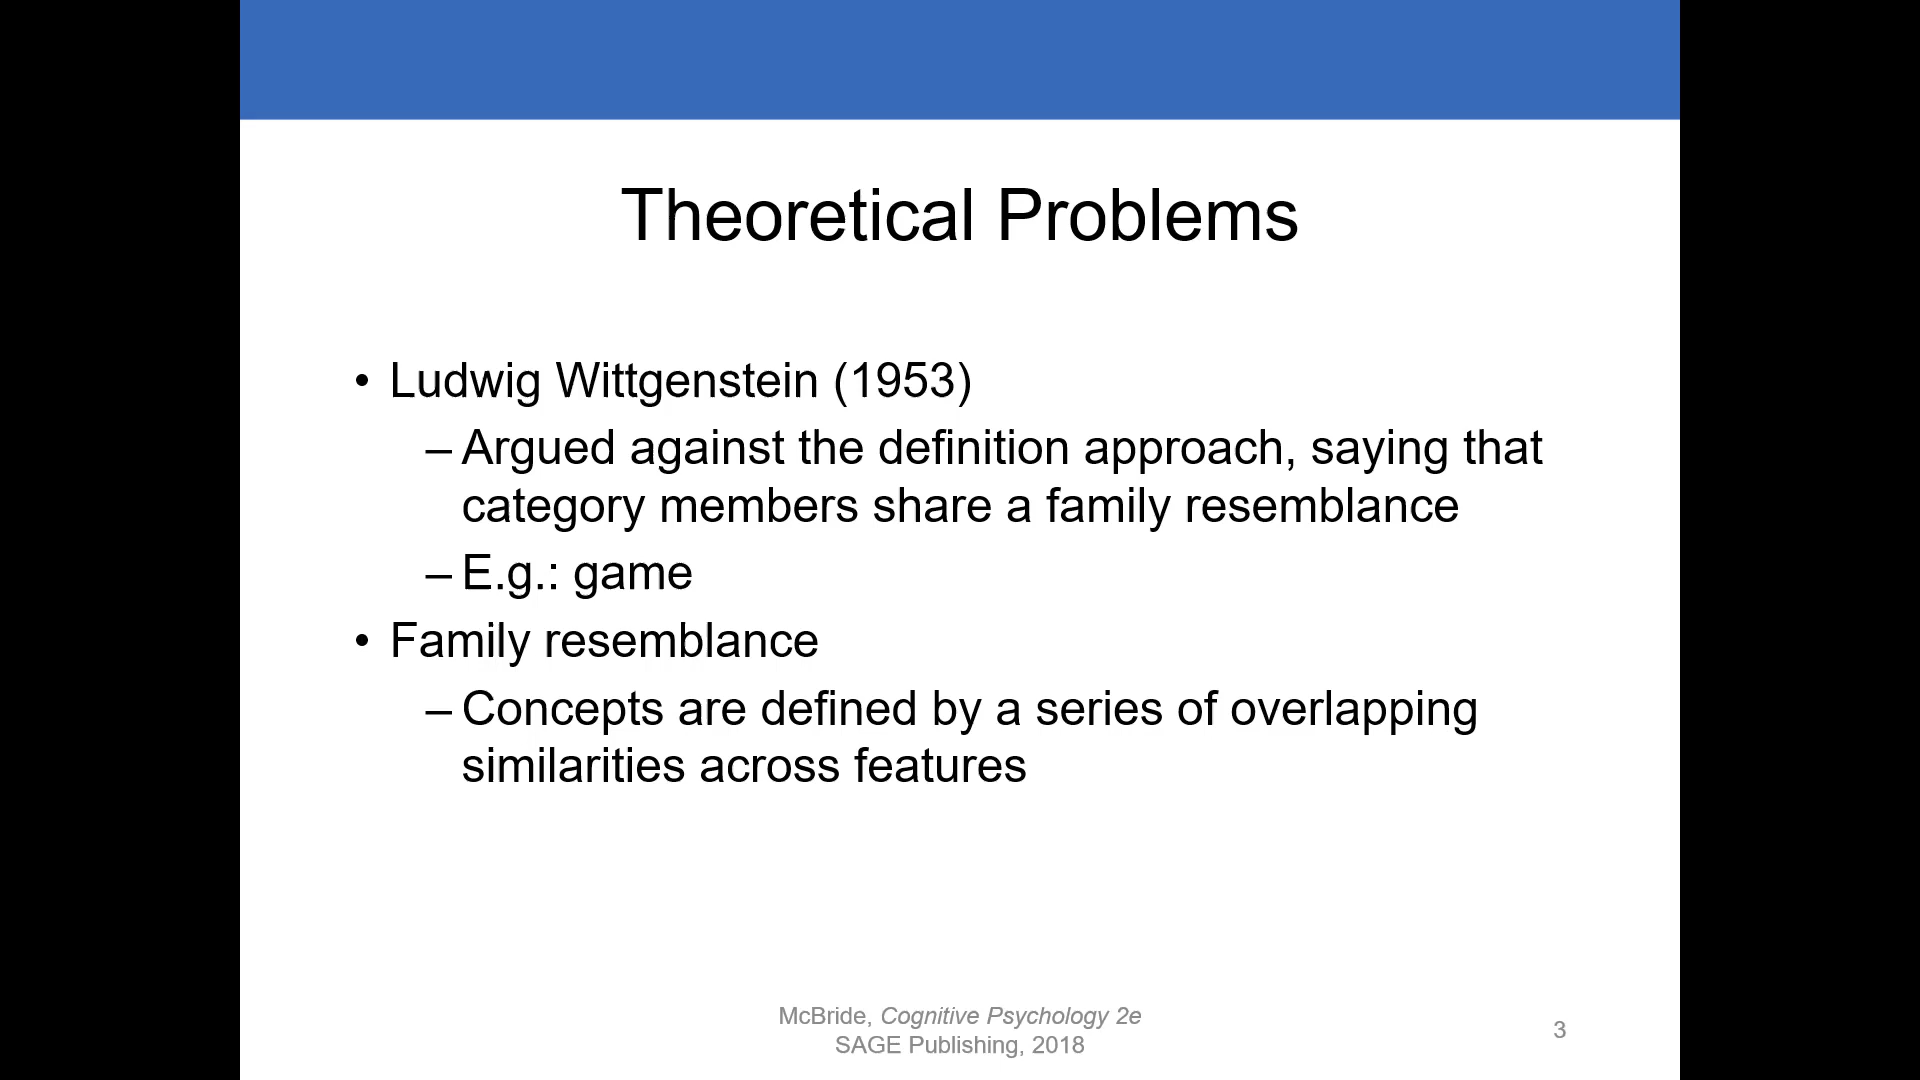 Theoretical Problems
• Ludwig Wittgenstein (1953)
– Argued against the definition approach, saying that
category members share a family resemblance
– E.g.: game
• Family resemblance
– Concepts are defined by a series of overlapping
similarities across features
McBride, Cognitive Psychology 2e
SAGE Publishing, 2018
3